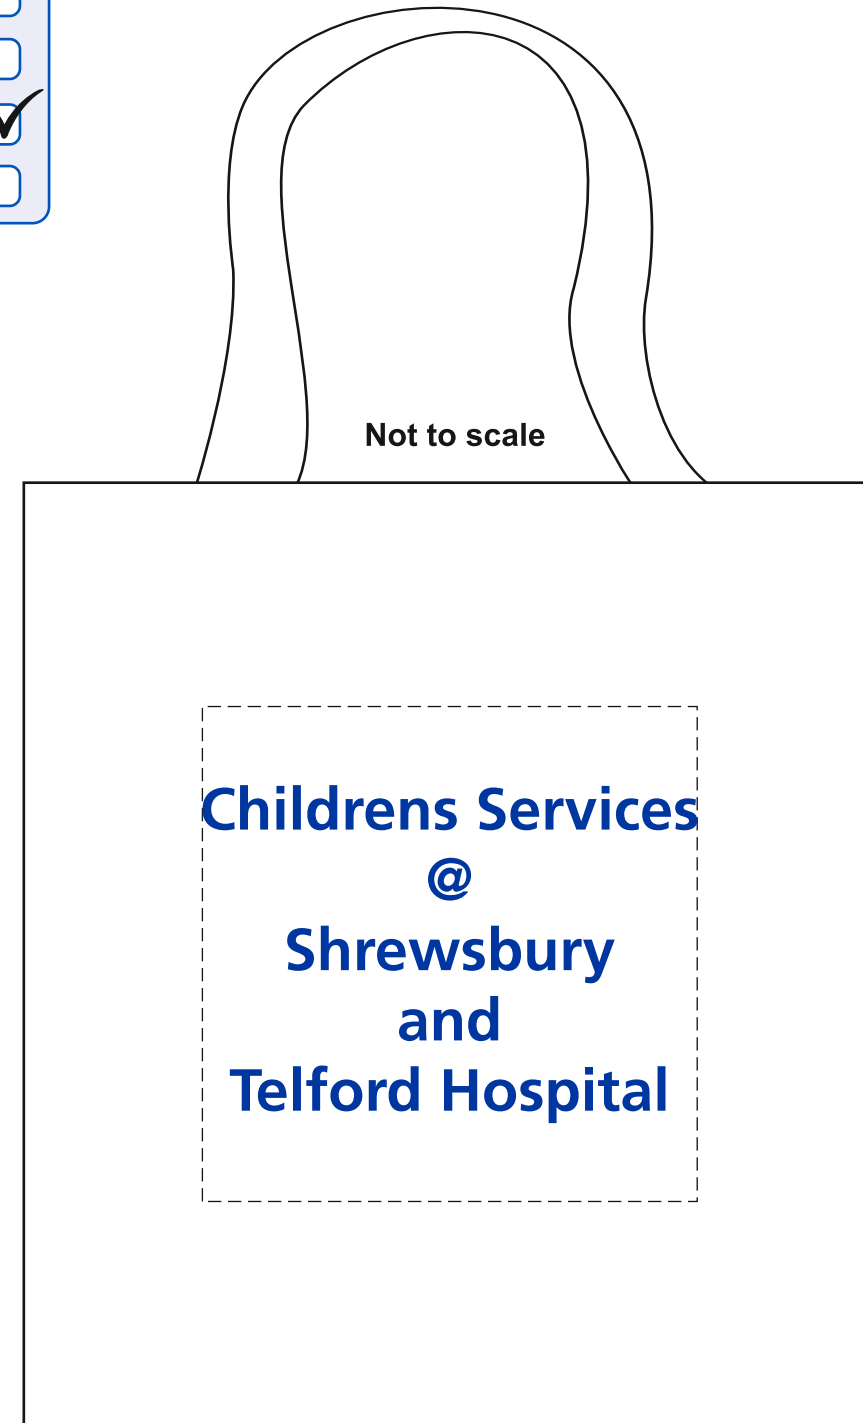 Not to scale
Childrens Services
@
Shrewsbury
and
Telford Hospital